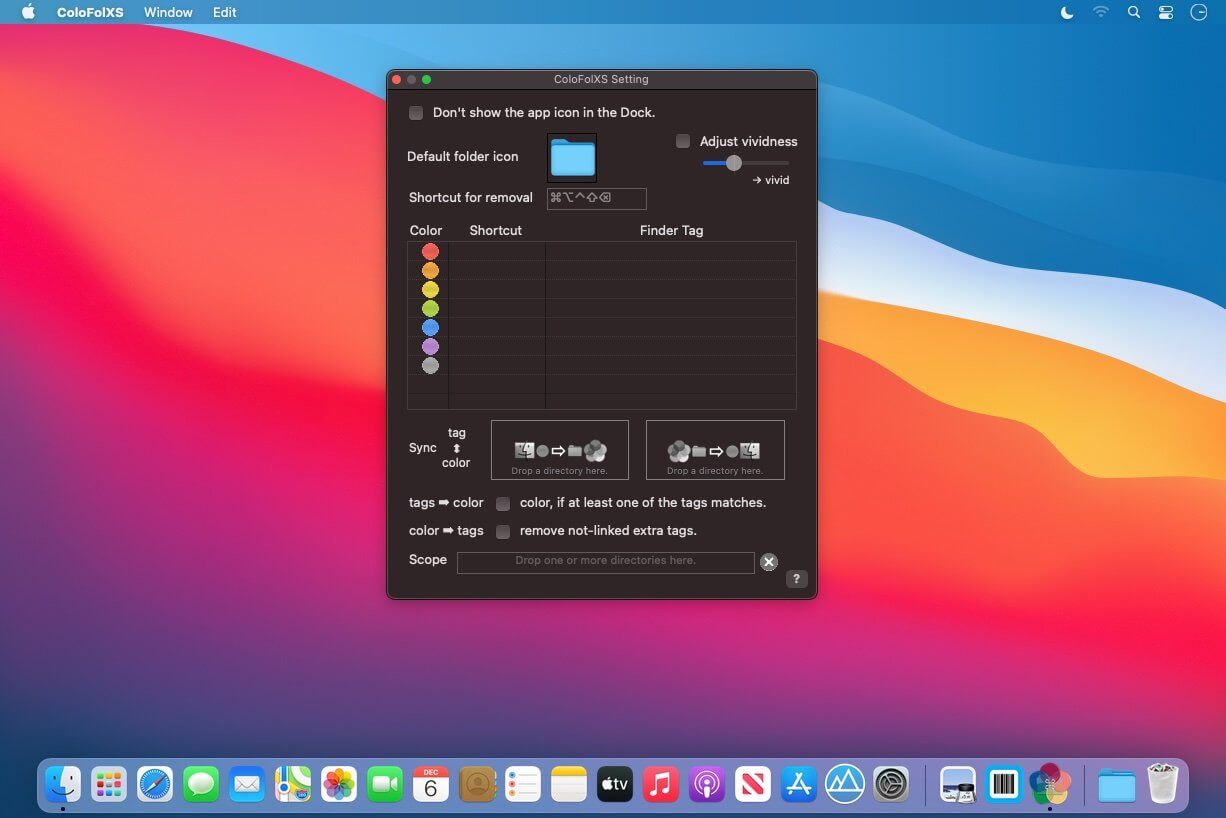 ColoFolXS Window Edit
ColoFolXS Setting
Don't show the app icon in the Dock.
Default folder icon
Adjust vividness
→ vivid
Shortcut for removal ⌘⌥^⇧⌫
Color Shortcut Finder Tag
Sync
tag
⬍
color
⇨
Drop a directory here.
⇨
Drop a directory here.
tags ➡ color color, if at least one of the tags matches.
color ➡ tags remove not-linked extra tags.
Scope Drop one or more directories here.
?
DEC
6
tv